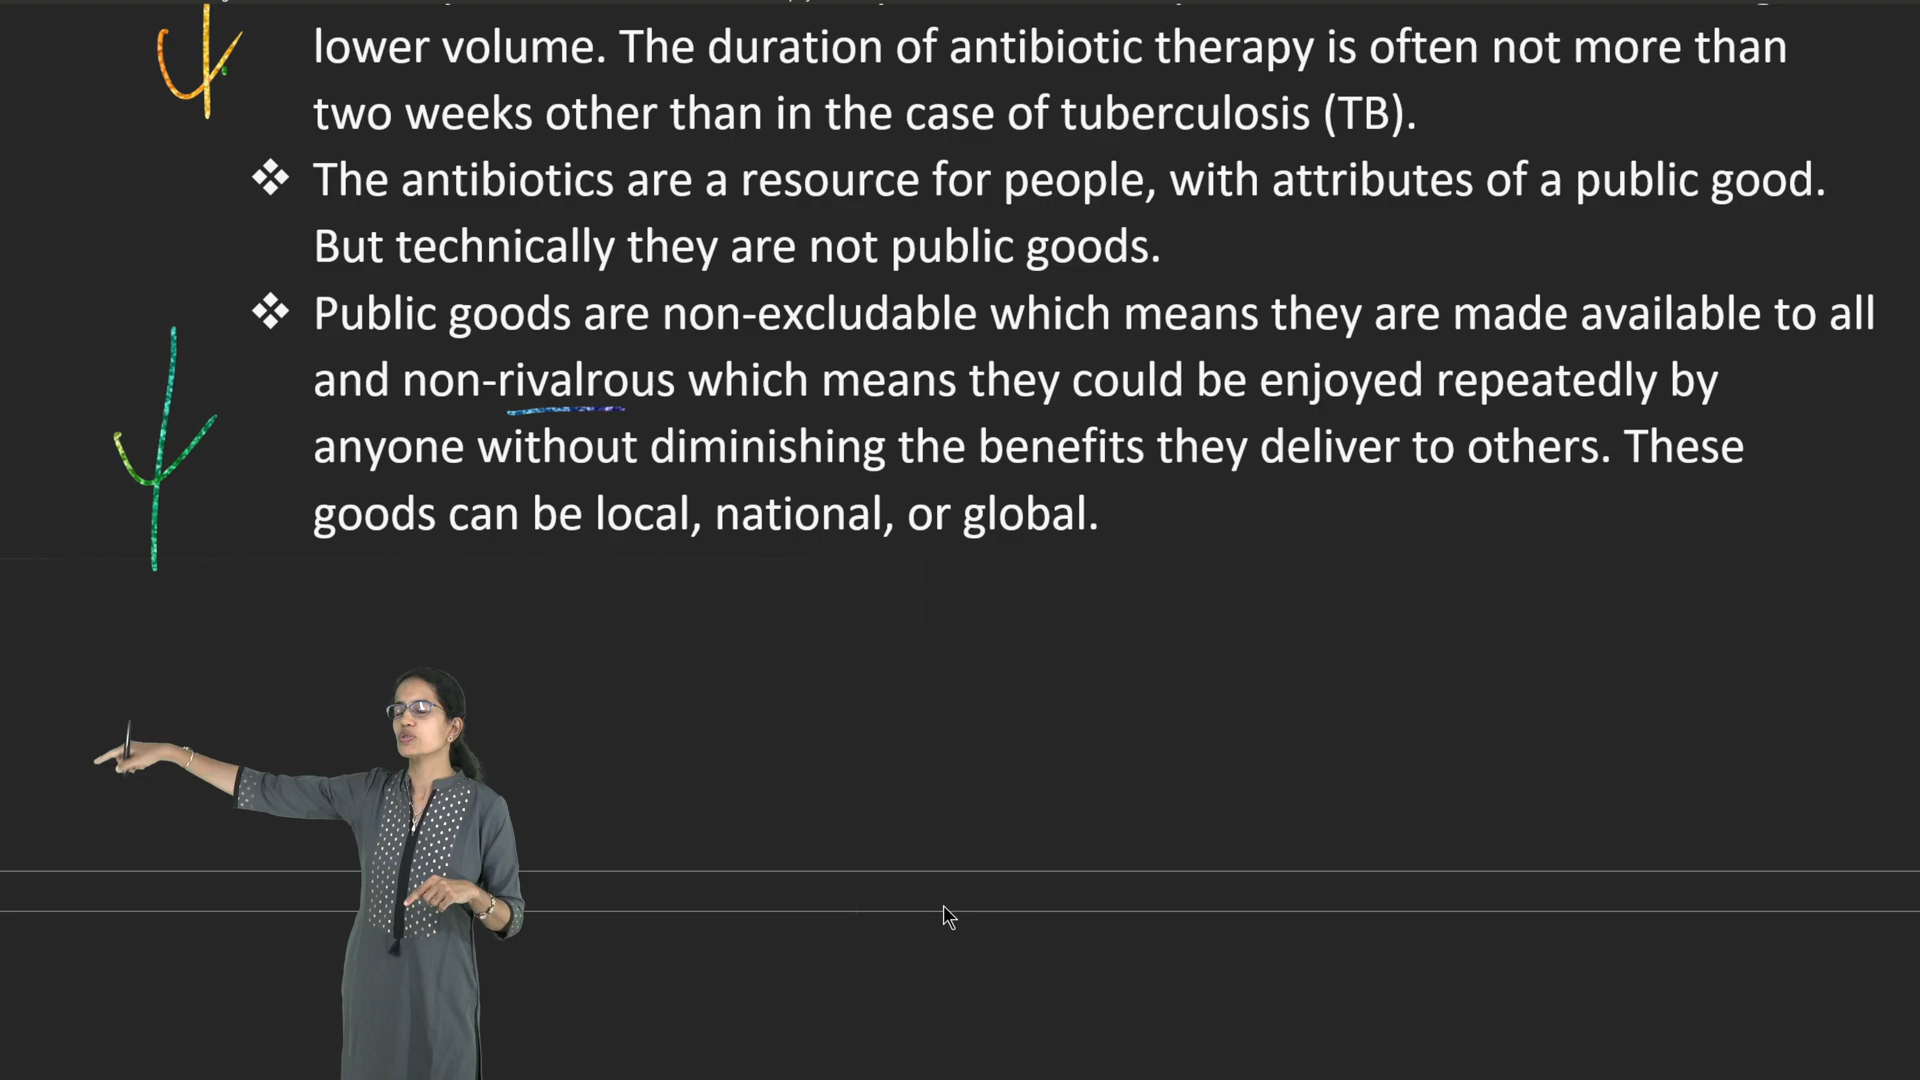 lower volume. The duration of antibiotic therapy is often not more than
two weeks other than in the case of tuberculosis (TB).
❖ The antibiotics are a resource for people, with attributes of a public good.
But technically they are not public goods.
❖ Public goods are non-excludable which means they are made available to all
and non-rivalrous which means they could be enjoyed repeatedly by
anyone without diminishing the benefits they deliver to others. These
goods can be local, national, or global.